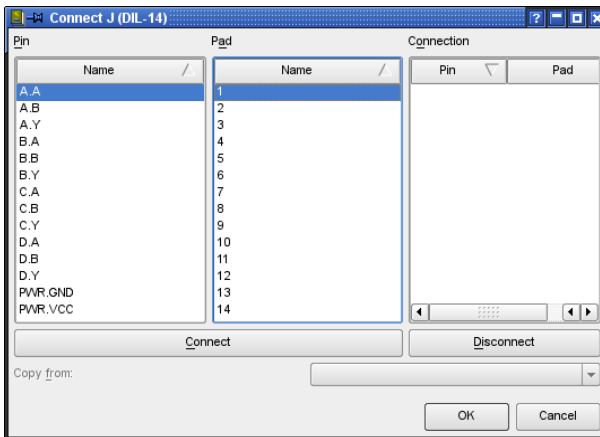 Connect J (DIL-14)
Pin Pad Connection
Name Name Pin Pad
A.A 1
A.B 2
A.Y 3
B.A 4
B.B 5
B.Y 6
C.A 7
C.B 8
C.Y 9
D.A 10
D.B 11
D.Y 12
PWR.GND 13
PWR.VCC 14
Connect Disconnect
Copy from:
OK Cancel